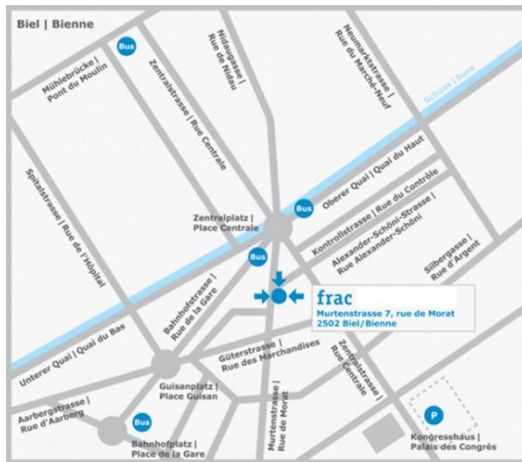 Biel | Bienne
Bus
Mühlebrücke |
Pont du Moulin
Zentralstrasse | Rue Centrale
Nidaugasse |
Rue de Nidau
Neumarktstrasse |
Rue du Marché-Neuf
Schüss | Suze
Spitalstrasse | Rue de l'Hôpital
Zentralplatz |
Place Centrale
Bus
Oberer Quai | Quai du Haut
Kontrollstrasse | Rue du Contrôle
Alexander-Schöni-Strasse |
Rue Alexander-Schöni
Silbergasse |
Rue d'Argent
Bus
Bahnhofstrasse |
Rue de la Gare
frac
Murtenstrasse 7, rue de Morat
2502 Biel/Bienne
Unterer Quai | Quai du Bas
Güterstrasse |
Rue des Marchandises
Zentralstrasse |
Rue Centrale
Guisanplatz |
Place Guisan
Murtenstrasse |
Rue de Morat
Aarbergstrasse |
Rue d'Aarberg
Bus
P
Bahnhofplatz |
Place de la Gare
Kongresshaus |
Palais des Congrès